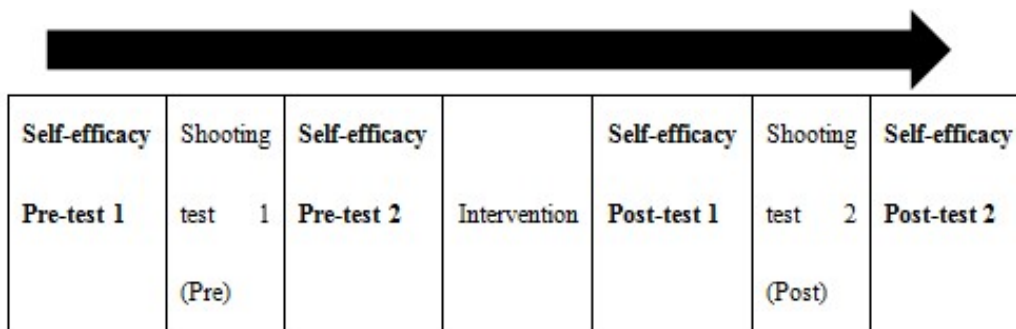 Self-efficacy
Pre-test 1
Shooting
test 1
(Pre)
Self-efficacy
Pre-test 2
Intervention
Self-efficacy
Post-test 1
Shooting
test 2
(Post)
Self-efficacy
Post-test 2